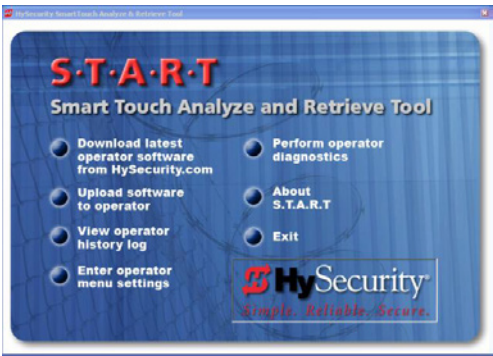 HySecurity SmartTouch Analyze & Retrieve Tool
S·T·A·R·T
Smart Touch Analyze and Retrieve Tool
Download latest
operator software
from HySecurity.com
Upload software
to operator
View operator
history log
Enter operator
menu settings
Perform operator
diagnostics
About
S.T.A.R.T
Exit
HySecurity®
Simple. Reliable. Secure.